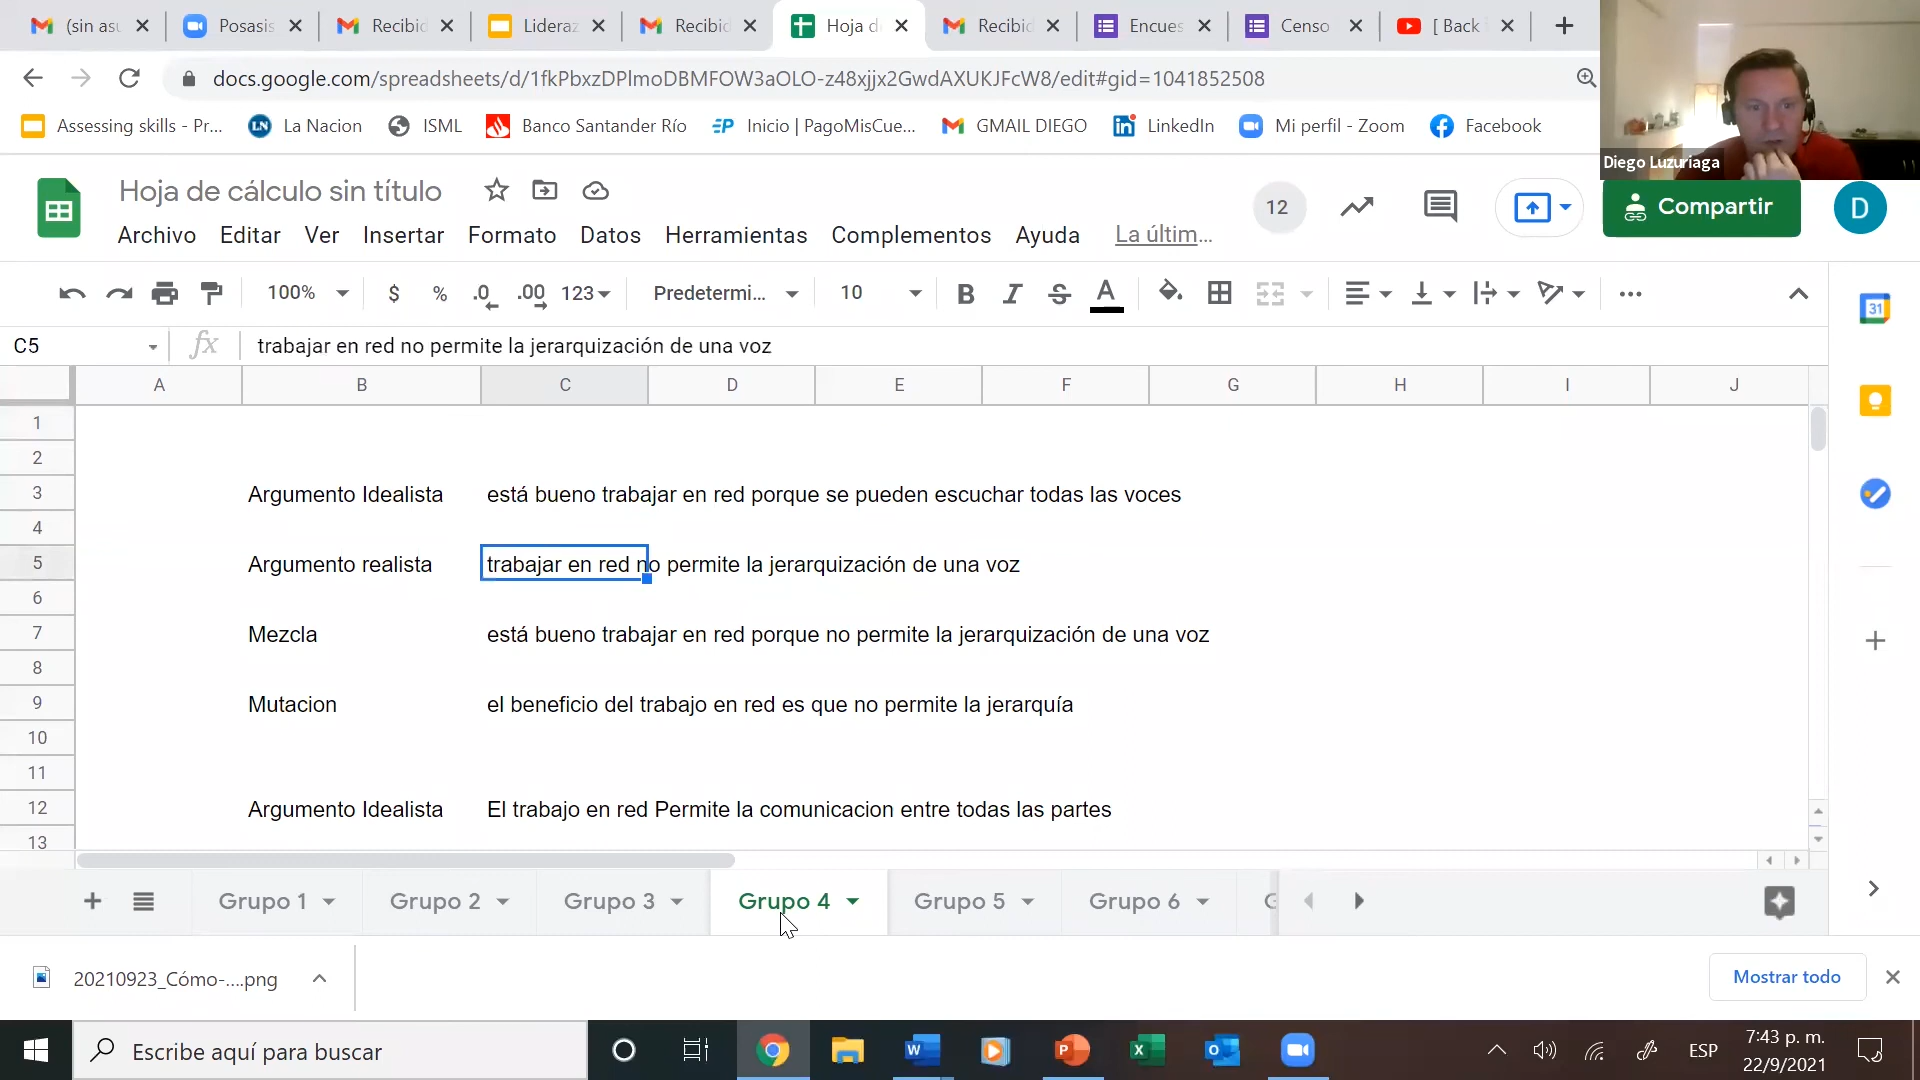 (sin asu
Posasis
Recibid
Lideraz
Recibid
Hoja d
Recibid
Encues
Censo
[ Back
docs.google.com/spreadsheets/d/1fkPbxzDPlmoDBMFOW3aOLO-z48xjjx2GwdAXUKJFcW8/edit#gid=1041852508
Assessing skills - Pr...
LN
La Nacion
ISML
Banco Santander Río
Inicio | PagoMisCue...
GMAIL DIEGO
LinkedIn
Mi perfil - Zoom
Facebook
Diego Luzuriaga
Hoja de cálculo sin título
12
Compartir
D
Archivo Editar Ver Insertar Formato Datos Herramientas Complementos Ayuda La últim...
100% $ % .0 .00 123 Predetermi... 10 B I S A
31
C5
fx
trabajar en red no permite la jerarquización de una voz
A B C D E F G H I J
1
2
3 Argumento Idealista está bueno trabajar en red porque se pueden escuchar todas las voces
4
5 Argumento realista trabajar en red no permite la jerarquización de una voz
6
7 Mezcla está bueno trabajar en red porque no permite la jerarquización de una voz
8
9 Mutacion el beneficio del trabajo en red es que no permite la jerarquía
10
11
12 Argumento Idealista El trabajo en red Permite la comunicacion entre todas las partes
13
Grupo 1 Grupo 2 Grupo 3 Grupo 4 Grupo 5 Grupo 6 G
20210923_Cómo-....png
Mostrar todo
Escribe aquí para buscar
ESP
7:43 p. m.
22/9/2021